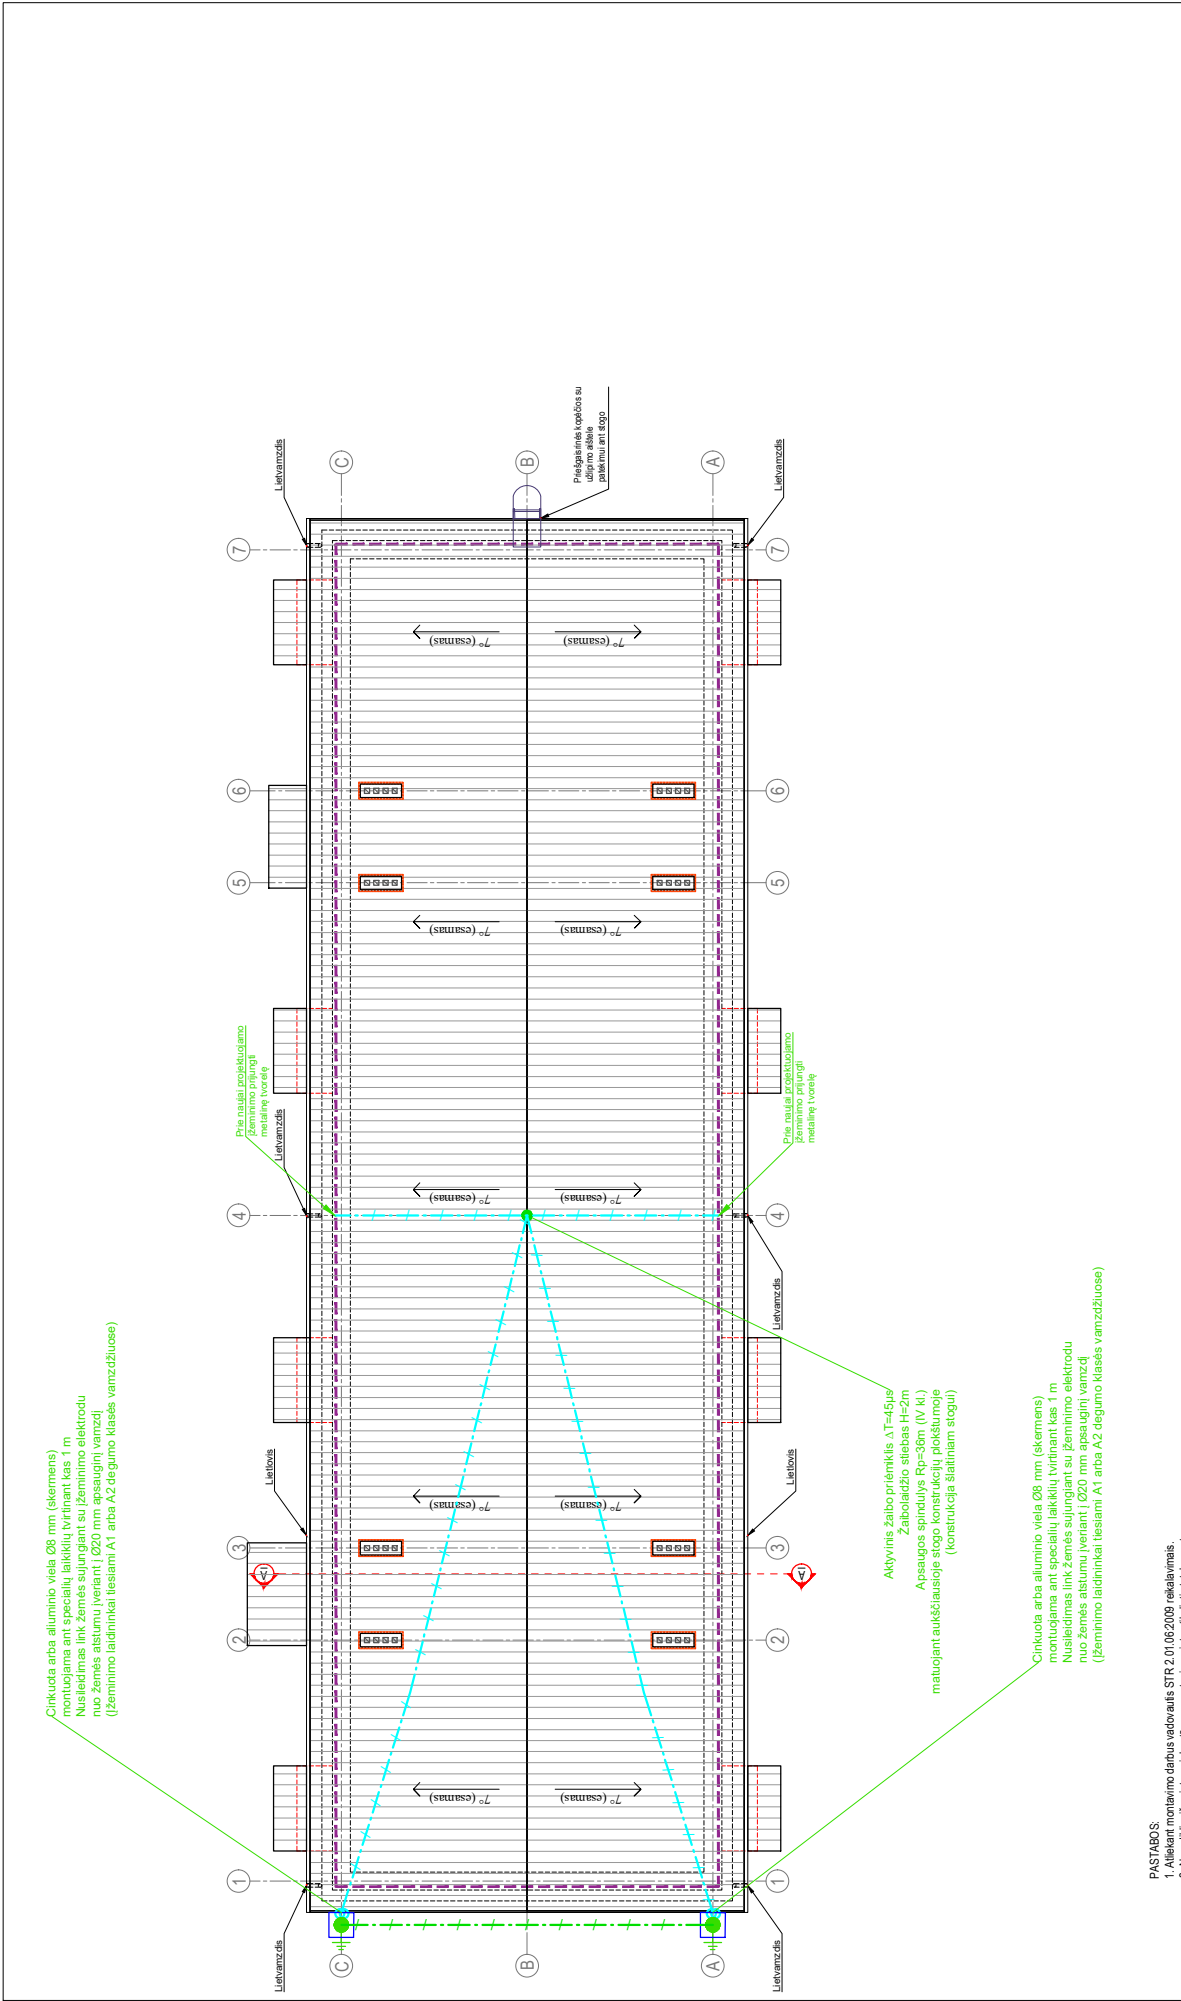 Cinkuota arba aliuminio viela Ø8 mm (skermens)
montuojama ant specialių laikiklių tvirtinant kas 1 m
Nusileidimas link žemės sujungiant su įžeminimo elektrodu
nuo žemės atstumu įveriant į Ø20 mm apsauginį vamzdį
(įžeminimo laidininkai tiesiami A1 arba A2 degumo klasės vamzdžiuose)
Lietvamzdis
Lietlovis
Lietvamzdis
Lietvamzdis
Prie naujai projektuojamo
įžeminimo prijungti
metalinę tvorelę
1
2
3
4
5
6
7
C
B
A
C
B
A
7° (esamas)
7° (esamas)
7° (esamas)
7° (esamas)
7° (esamas)
7° (esamas)
7° (esamas)
7° (esamas)
7° (esamas)
7° (esamas)
Priešgaisrinės kopėčios su
užlipimo aištele
patekimui ant stogo
1
2
3
4
5
6
7
Lietvamzdis
Lietlovis
Lietvamzdis
Lietvamzdis
Prie naujai projektuojamo
įžeminimo prijungti
metalinę tvorelę
Aktyvinis žaibo priėmiklis △T=45µs
Žaibolaidžio stiebas H=2m
Apsaugos spindulys Rp=36m (IV kl.)
matuojant aukščiausioje stogo konstrukcijų plokštumoje
(konstrukcija šlaitiniam stogui)
Cinkuota arba aliuminio viela Ø8 mm (skermens)
montuojama ant specialių laikiklių tvirtinant kas 1 m
Nusileidimas link žemės sujungiant su įžeminimo elektrodu
nuo žemės atstumu įveriant į Ø20 mm apsauginį vamzdį
(įžeminimo laidininkai tiesiami A1 arba A2 degumo klasės vamzdžiuose)
PASTABOS:
1. Atliekant montavimo darbus vadovautis STR 2.01.06:2009 reikalavimais.